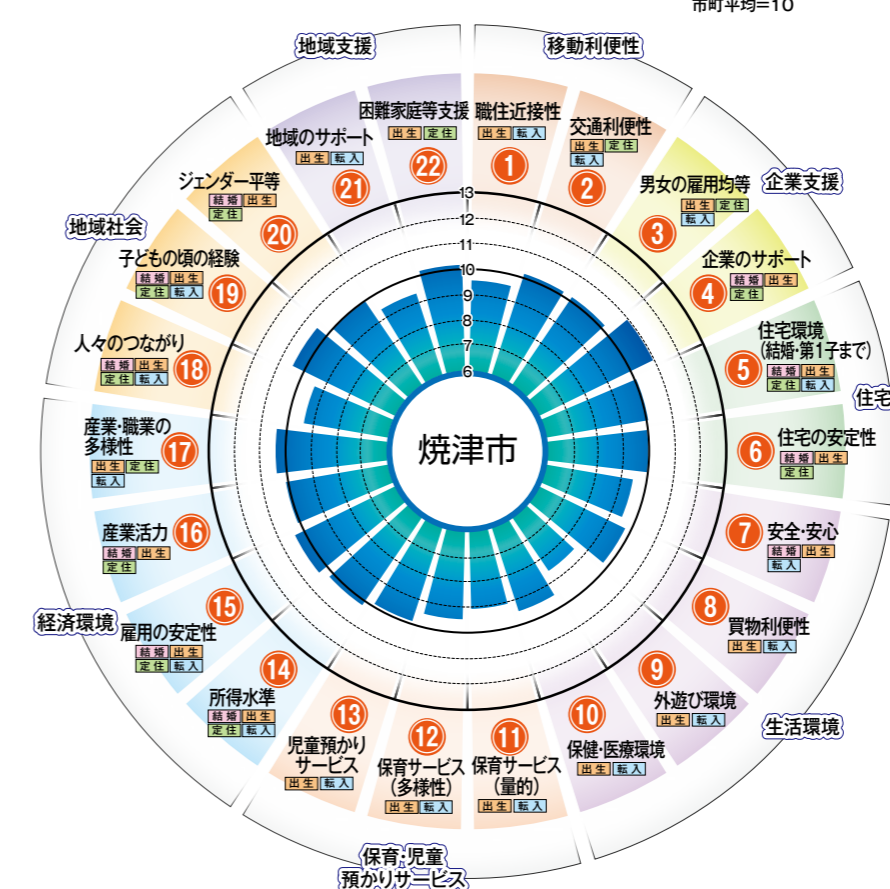 市町平均=10
地域支援
移動利便性
企業支援
住宅
生活環境
保育・児童
預かりサービス
経済環境
地域社会
職住近接性
出生 転入
1
交通利便性
出生 定住
転入
2
男女の雇用均等
出生 定住
転入
3
企業のサポート
結婚 出生
定住
4
住宅環境
(結婚・第1子まで)
結婚 出生
定住 転入
5
住宅の安定性
結婚 出生
定住
6
安全・安心
結婚 出生
転入
7
買物利便性
出生 転入
8
外遊び環境
出生 転入
9
保健・医療環境
出生 転入
10
保育サービス
(量的)
出生 転入
11
保育サービス
(多様性)
出生 転入
12
児童預かり
サービス
出生 転入
13
所得水準
結婚 出生
定住 転入
14
雇用の安定性
結婚 出生
定住 転入
15
産業活力
結婚 出生
定住
16
産業・職業の
多様性
出生 定住
転入
17
人々のつながり
結婚 出生
定住 転入
18
子どもの頃の経験
結婚 出生
定住 転入
19
ジェンダー平等
結婚 出生
定住
20
地域のサポート
出生 転入
21
困難家庭等支援
出生 定住
22
13
12
11
10
9
8
7
6
焼津市